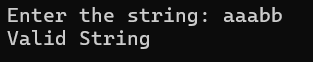 Enter the string: aaabb
Valid String